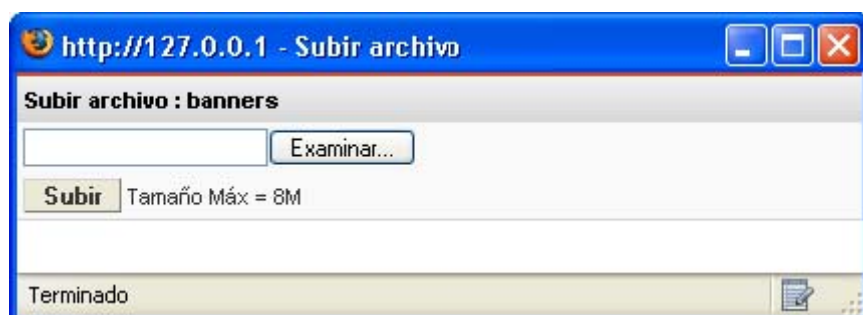 http://127.0.0.1 - Subir archivo
Subir archivo : banners
Examinar...
Subir Tamaño Máx = 8M
Terminado